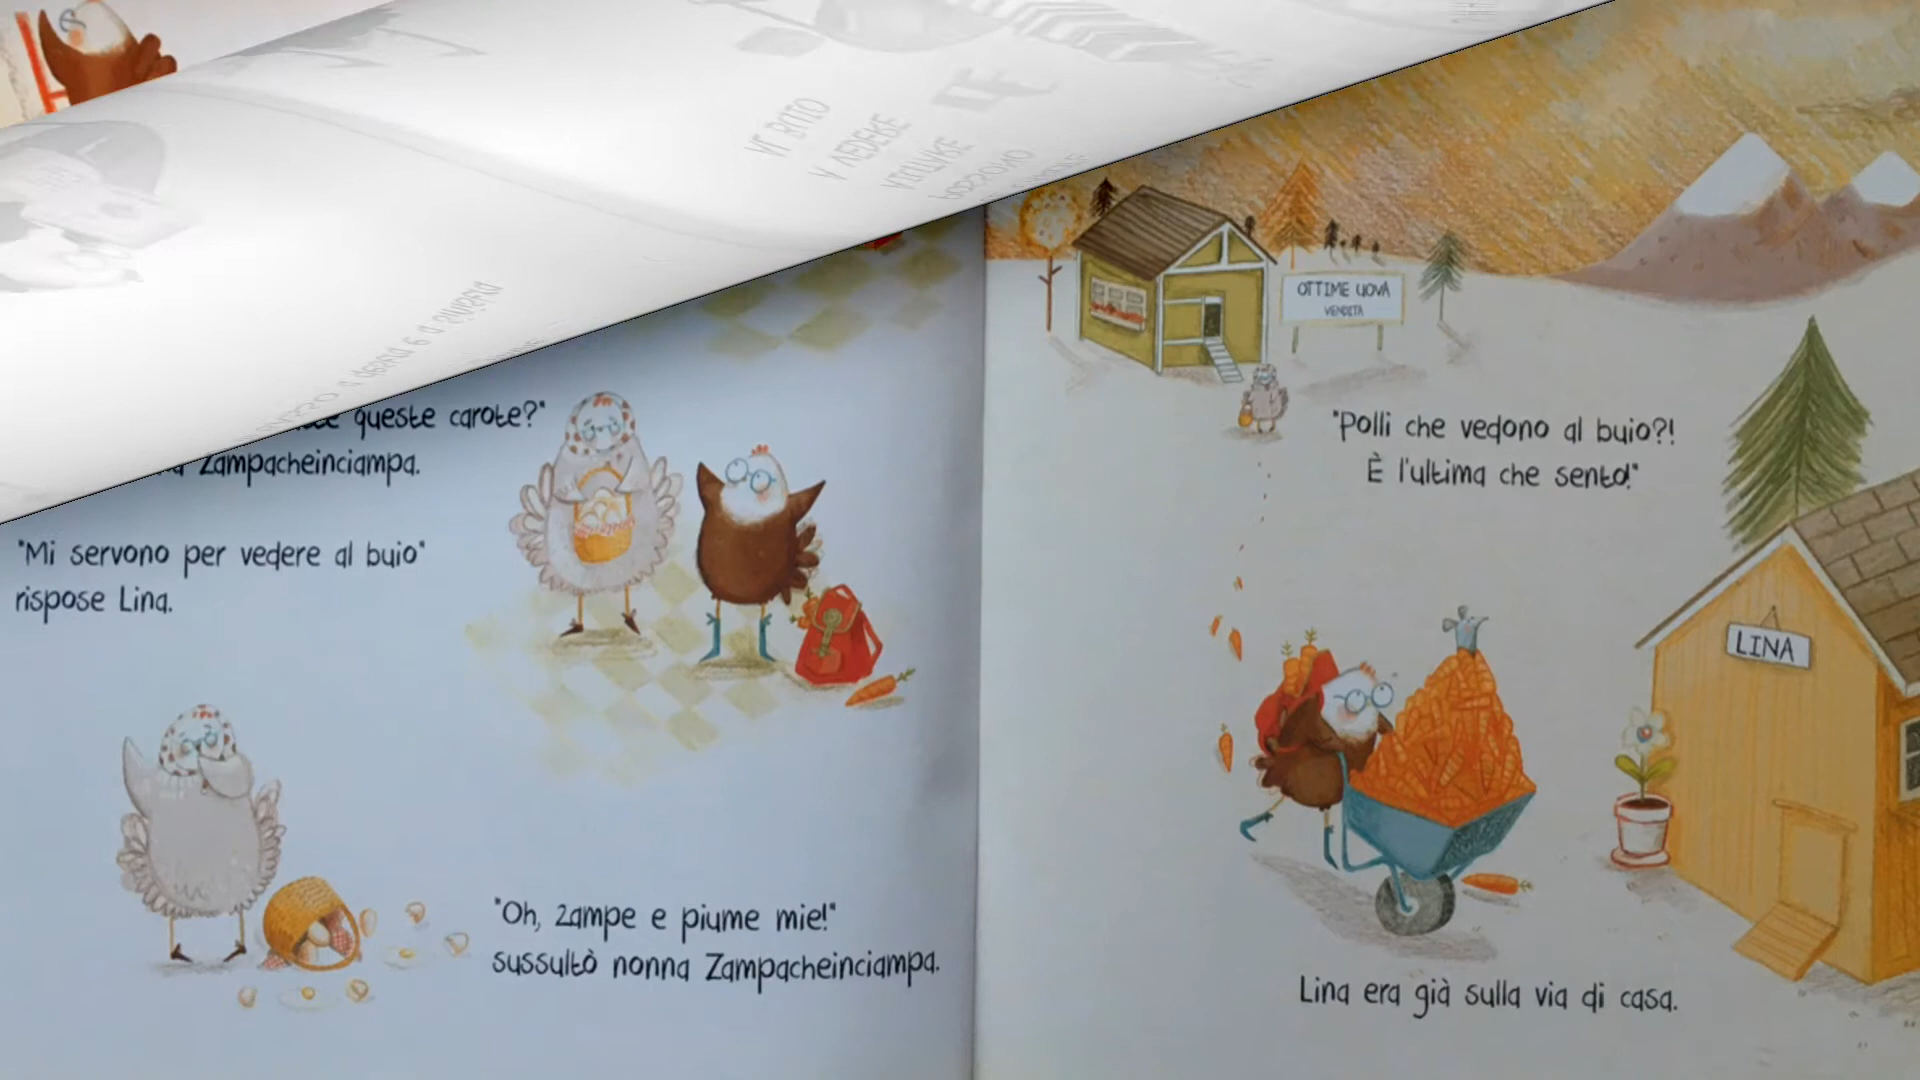 queste carote?"
Zampacheinciampa.
"Mi servono per vedere al buio"
rispose Lina.
"Oh, zampe e piume mie!"
sussultò nonna Zampacheinciampa.
OTTIME UOVA
VENDITA
"Polli che vedono al buio?!
È l'ultima che sento!"
LINA
Lina era già sulla via di casa.